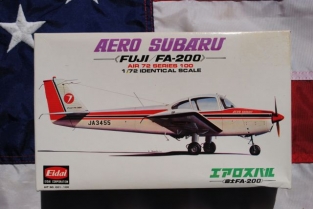 AERO SUBARU
〈FUJI FA-200〉
AIR 72 SERIES 100
1/72 IDENTICAL SCALE
7
JA3455
Eidai
エアロスバル
富士FA-200